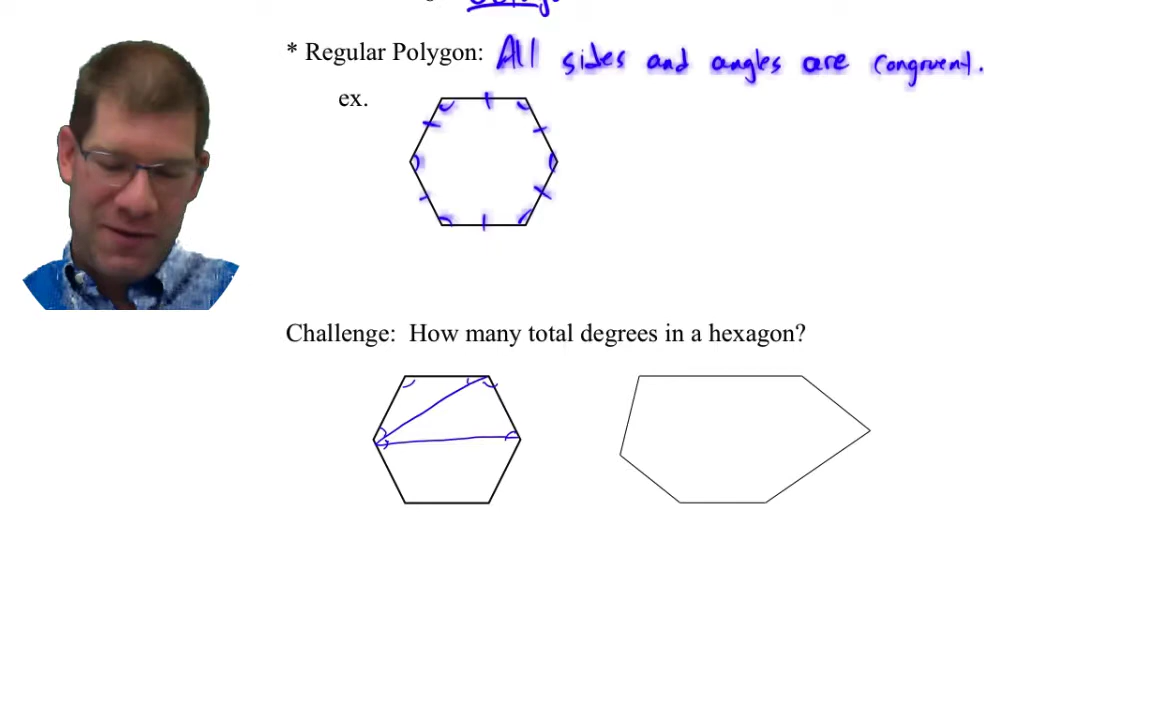 * Regular Polygon: All sides and angles are congruent.
ex.
Challenge: How many total degrees in a hexagon?